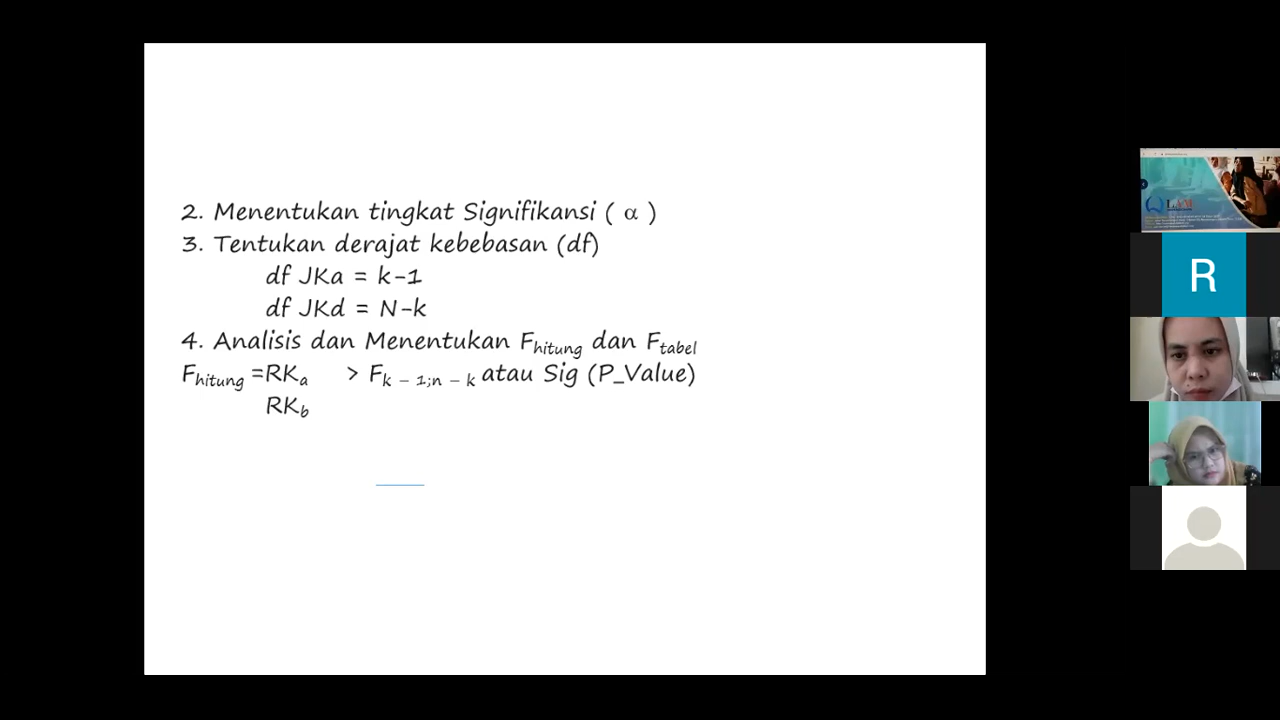 2. Menentukan tingkat Signifikansi ( α )
3. Tentukan derajat kebebasan (df)
df JKa = k-1
df JKd = N-k
4. Analisis dan Menentukan Fhitung dan Ftabel
Fhitung =RKa > Fk – 1;n – k atau Sig (P_Value)
RKb
R